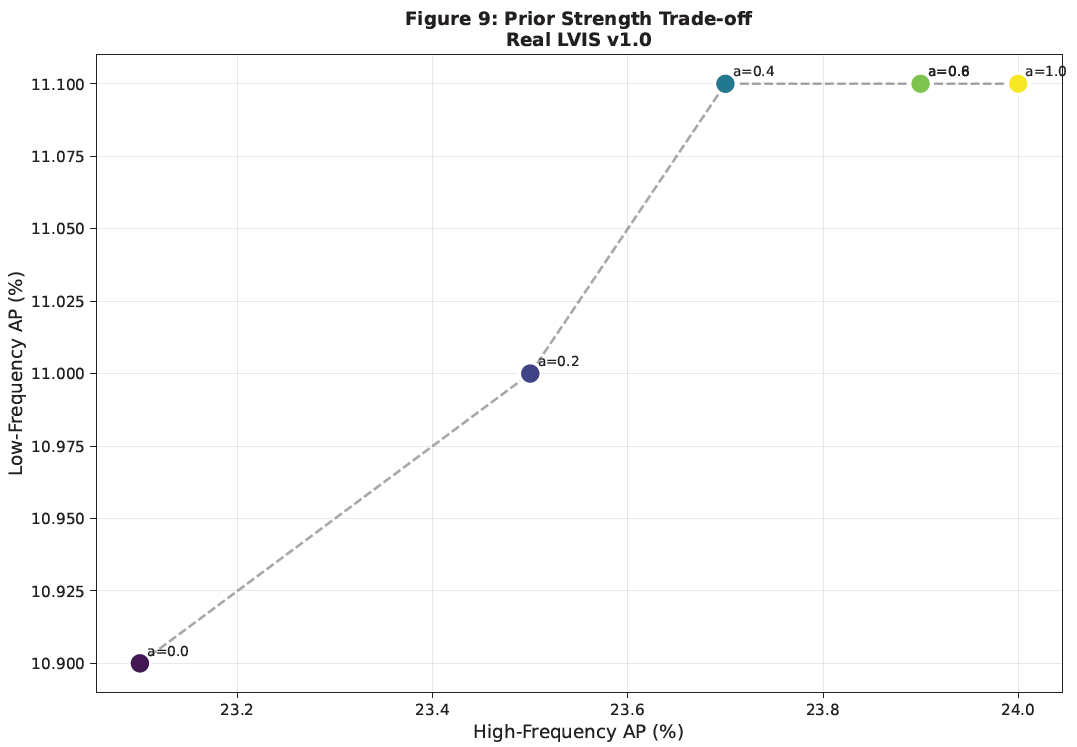 Figure 9: Prior Strength Trade-off
Real LVIS v1.0
11.100
11.075
11.050
11.025
11.000
10.975
10.950
10.925
10.900
Low-Frequency AP (%)
a=0.0
a=0.2
a=0.4
a=1.0
23.2
23.4
23.6
23.8
24.0
High-Frequency AP (%)